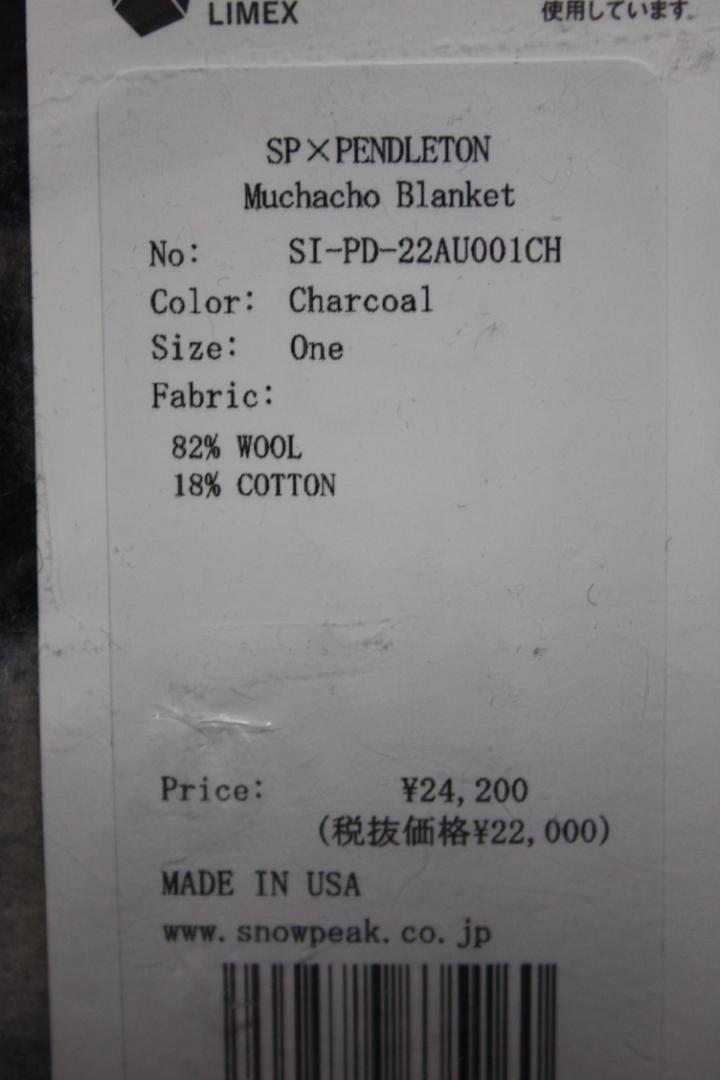 LIMEX
使用しています。
SP×PENDLETON
Muchacho Blanket
No: SI-PD-22AU001CH
Color: Charcoal
Size: One
Fabric:
82% WOOL
18% COTTON
Price: ¥24,200
(税抜価格¥22,000)
MADE IN USA
www.snowpeak.co.jp